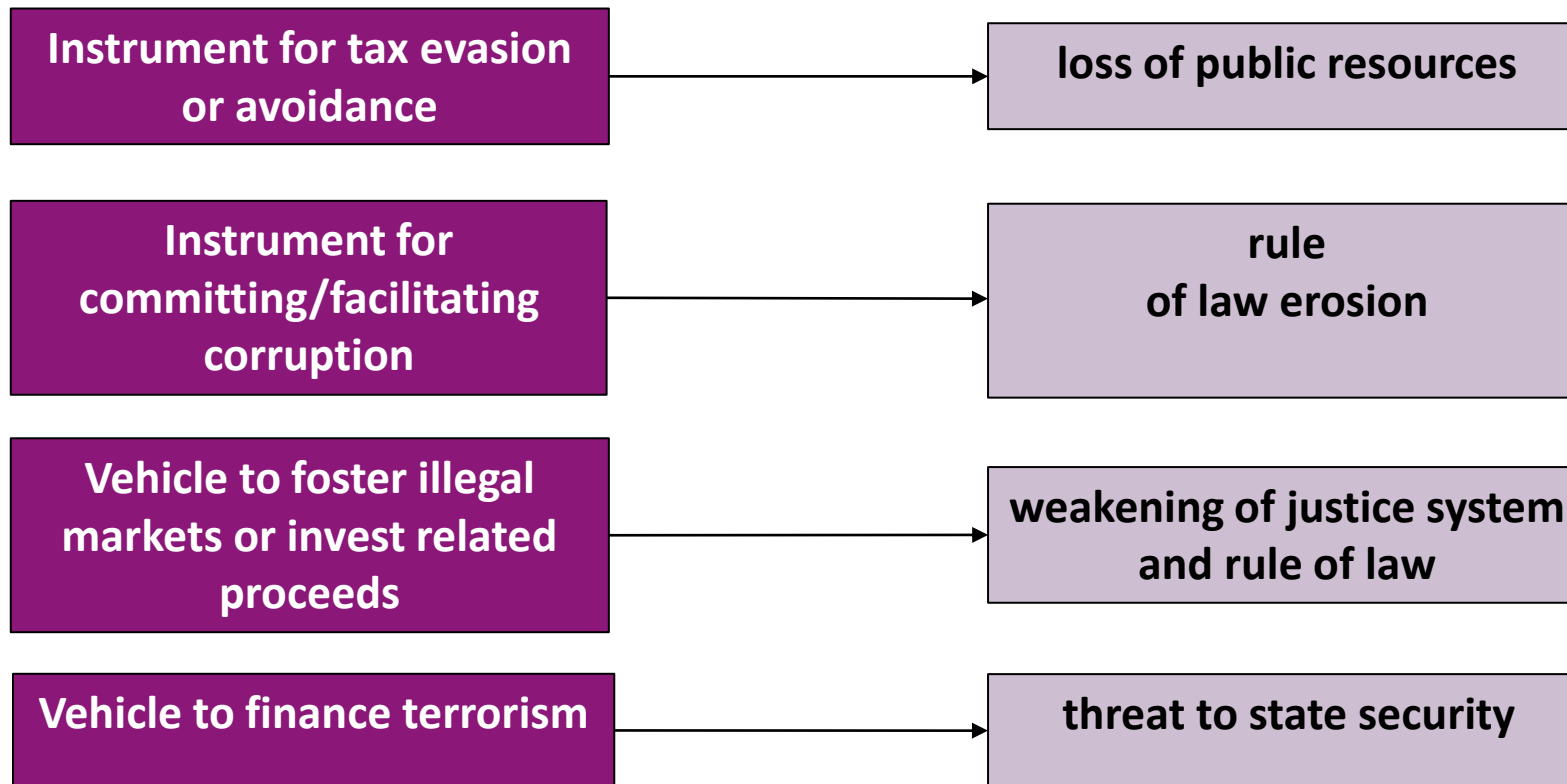 Instrument for tax evasion
or avoidance
loss of public resources
Instrument for
committing/facilitating
corruption
rule
of law erosion
Vehicle to foster illegal
markets or invest related
proceeds
weakening of justice system
and rule of law
Vehicle to finance terrorism
threat to state security